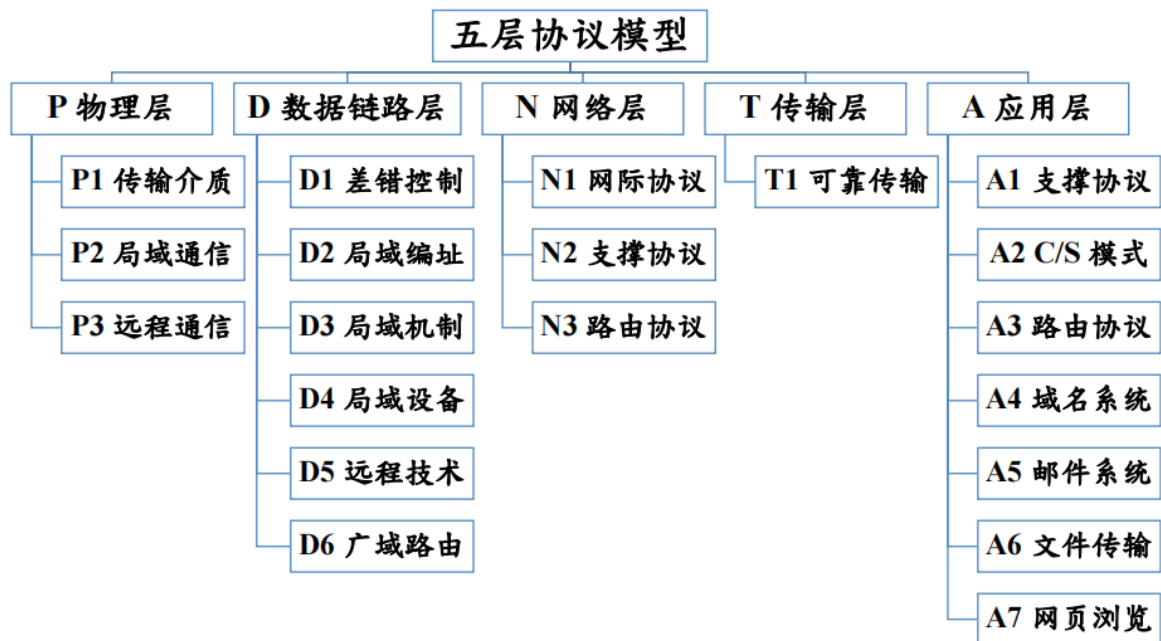 五层协议模型
P 物理层
P1 传输介质
P2 局域通信
P3 远程通信
D 数据链路层
D1 差错控制
D2 局域编址
D3 局域机制
D4 局域设备
D5 远程技术
D6 广域路由
N 网络层
N1 网际协议
N2 支撑协议
N3 路由协议
T 传输层
T1 可靠传输
A 应用层
A1 支撑协议
A2 C/S 模式
A3 路由协议
A4 域名系统
A5 邮件系统
A6 文件传输
A7 网页浏览